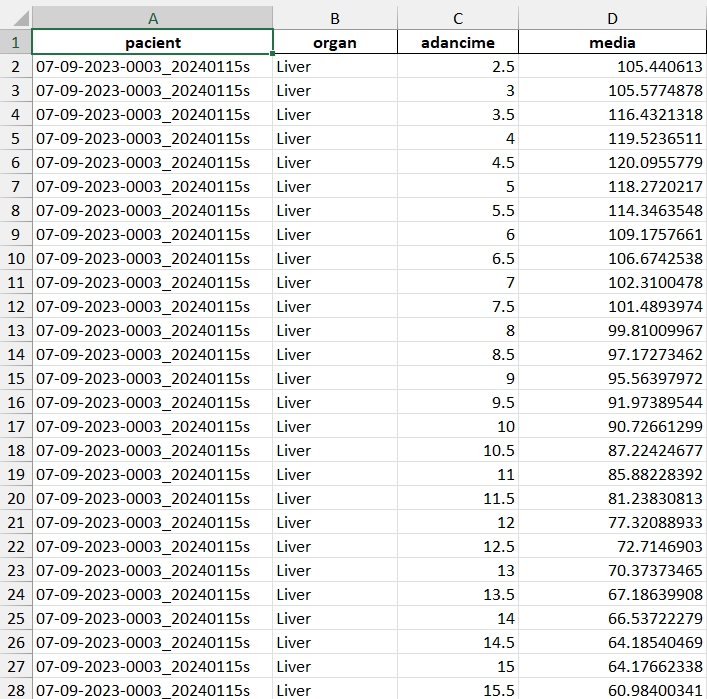 A B C D
1 pacient organ adancime media
2 07-09-2023-0003_20240115s Liver 2.5 105.440613
3 07-09-2023-0003_20240115s Liver 3 105.5774878
4 07-09-2023-0003_20240115s Liver 3.5 116.4321318
5 07-09-2023-0003_20240115s Liver 4 119.5236511
6 07-09-2023-0003_20240115s Liver 4.5 120.0955779
7 07-09-2023-0003_20240115s Liver 5 118.2720217
8 07-09-2023-0003_20240115s Liver 5.5 114.3463548
9 07-09-2023-0003_20240115s Liver 6 109.1757661
10 07-09-2023-0003_20240115s Liver 6.5 106.6742538
11 07-09-2023-0003_20240115s Liver 7 102.3100478
12 07-09-2023-0003_20240115s Liver 7.5 101.4893974
13 07-09-2023-0003_20240115s Liver 8 99.81009967
14 07-09-2023-0003_20240115s Liver 8.5 97.17273462
15 07-09-2023-0003_20240115s Liver 9 95.56397972
16 07-09-2023-0003_20240115s Liver 9.5 91.97389544
17 07-09-2023-0003_20240115s Liver 10 90.72661299
18 07-09-2023-0003_20240115s Liver 10.5 87.22424677
19 07-09-2023-0003_20240115s Liver 11 85.88228392
20 07-09-2023-0003_20240115s Liver 11.5 81.23830813
21 07-09-2023-0003_20240115s Liver 12 77.32088933
22 07-09-2023-0003_20240115s Liver 12.5 72.7146903
23 07-09-2023-0003_20240115s Liver 13 70.37373465
24 07-09-2023-0003_20240115s Liver 13.5 67.18639908
25 07-09-2023-0003_20240115s Liver 14 66.53722279
26 07-09-2023-0003_20240115s Liver 14.5 64.18540469
27 07-09-2023-0003_20240115s Liver 15 64.17662338
28 07-09-2023-0003_20240115s Liver 15.5 60.98400341